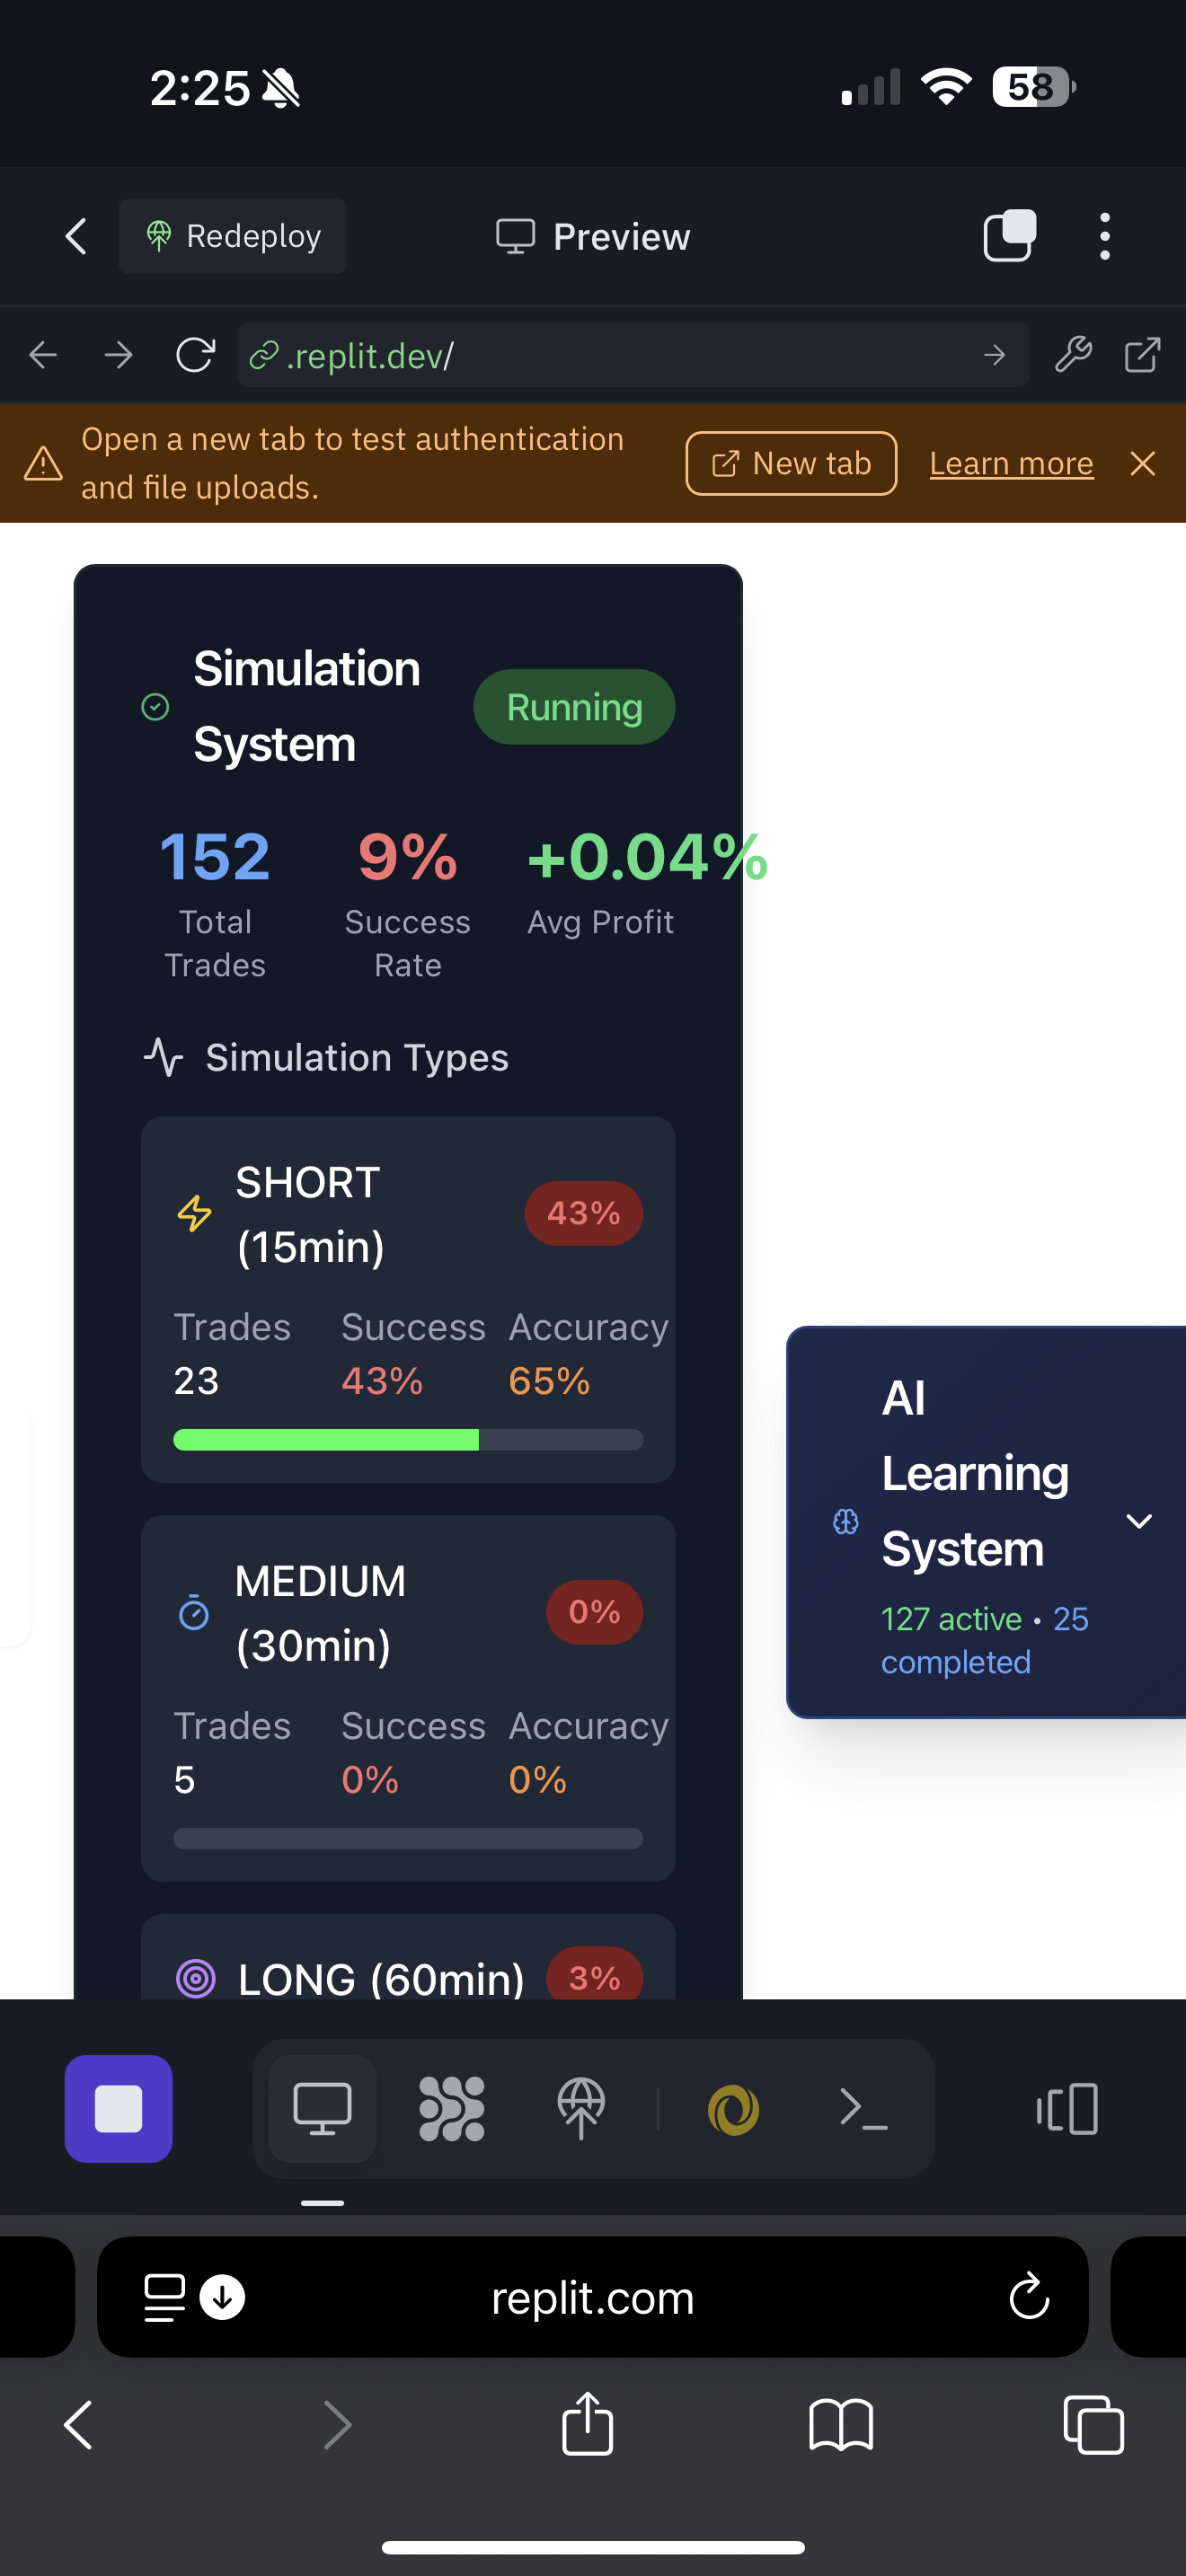 2:25
58
Redeploy
Preview
.replit.dev/
Open a new tab to test authentication
and file uploads.
New tab
Learn more
Simulation
System
Running
152
9%
+0.04%
Total
Trades
Success
Rate
Avg Profit
Simulation Types
SHORT
(15min)
43%
Trades
Success
Accuracy
23
43%
65%
AI
Learning
System
127 active • 25
completed
MEDIUM
(30min)
0%
Trades
Success
Accuracy
5
0%
0%
LONG (60min)
3%
replit.com